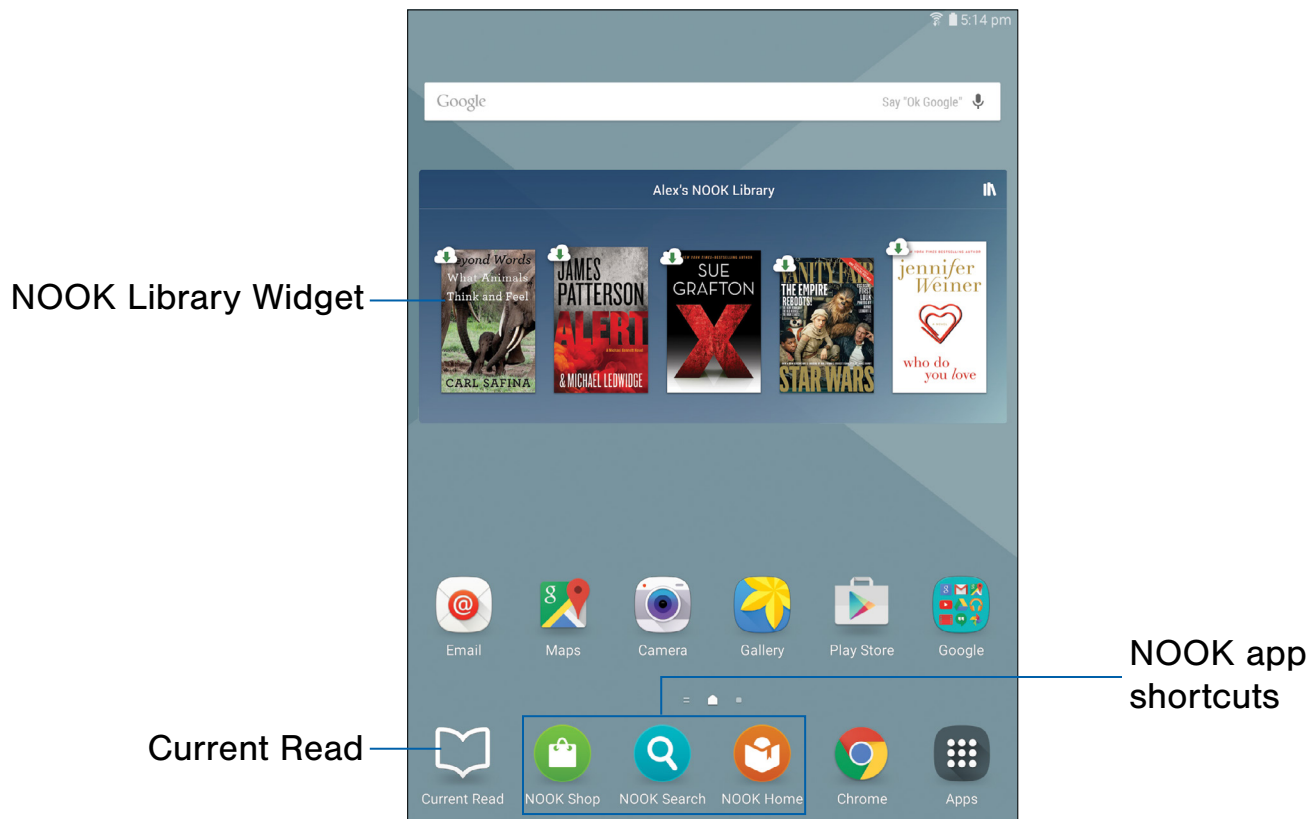 5:14 pm
Google
Say "Ok Google"
Alex's NOOK Library
NOOK Library Widget
Beyond Words
What Animals
Think and Feel
CARL SAFINA
JAMES
PATTERSON
ALERT
& MICHAEL LEDWIDGE
SUE
GRAFTON
X
VANITY FAIR
THE EMPIRE
REBOOTS!
FIRST
LOOK
STAR WARS
jennifer
Weiner
who do
you love
Email
Maps
Camera
Gallery
Play Store
Google
NOOK app
shortcuts
Current Read
Current Read
NOOK Shop
NOOK Search
NOOK Home
Chrome
Apps